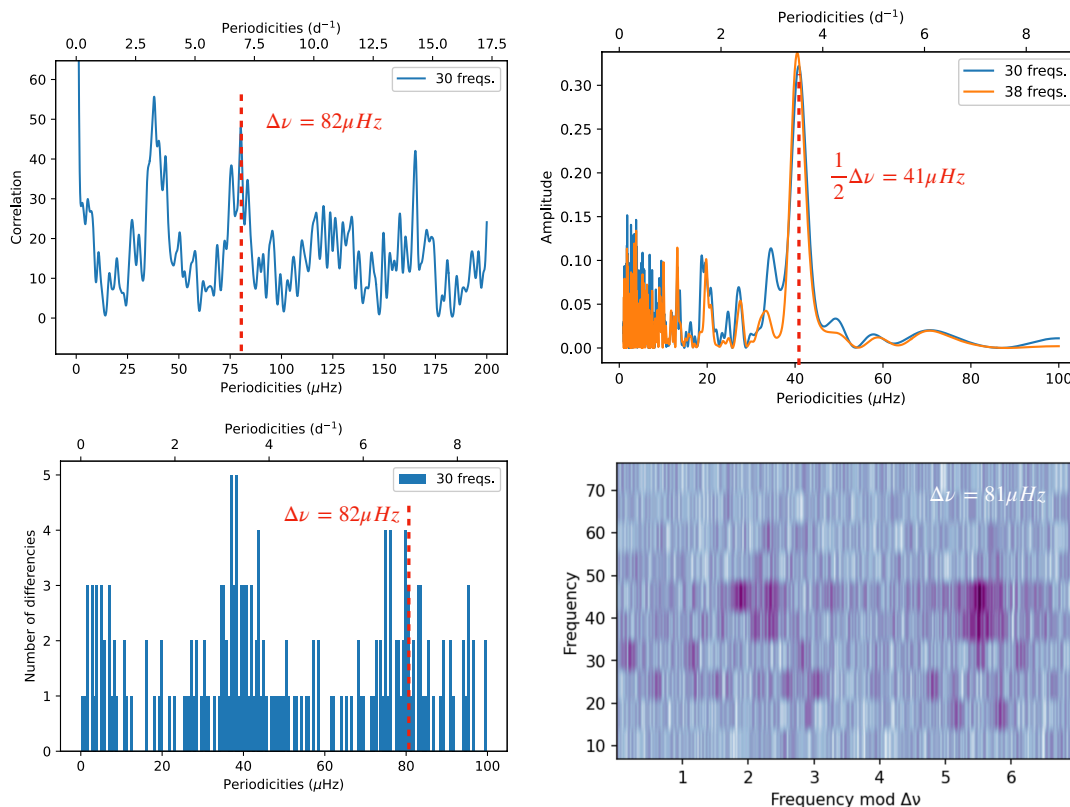 Periodicities (d⁻¹)
0.0 2.5 5.0 7.5 10.0 12.5 15.0 17.5
60
50
40
30
20
10
0
Correlation
30 freqs.
Δν = 82μHz
0 25 50 75 100 125 150 175 200
Periodicities (μHz)
Periodicities (d⁻¹)
0 2 4 6 8
0.30
0.25
0.20
0.15
0.10
0.05
0.00
Amplitude
30 freqs.
38 freqs.
½Δν = 41μHz
0 20 40 60 80 100
Periodicities (μHz)
Periodicities (d⁻¹)
0 2 4 6 8
5
4
3
2
1
0
Number of differencies
30 freqs.
Δν = 82μHz
0 20 40 60 80 100
Periodicities (μHz)
Δν = 81μHz
70
60
50
40
30
20
10
Frequency
1 2 3 4 5 6
Frequency mod Δν